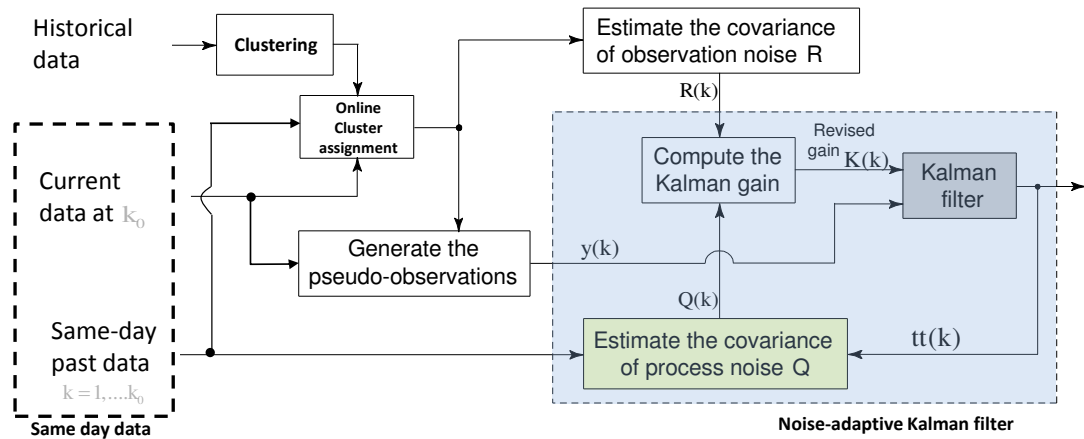 Historical
data
Clustering
Estimate the covariance
of observation noise R
Online
Cluster
assignment
R(k)
Current
data at k₀
Compute the
Kalman gain
Revised
gain K(k)
Kalman
filter
Generate the
pseudo-observations
y(k)
Q(k)
Same-day
past data
k = 1,....k₀
Estimate the covariance
of process noise Q
tt(k)
Same day data
Noise-adaptive Kalman filter